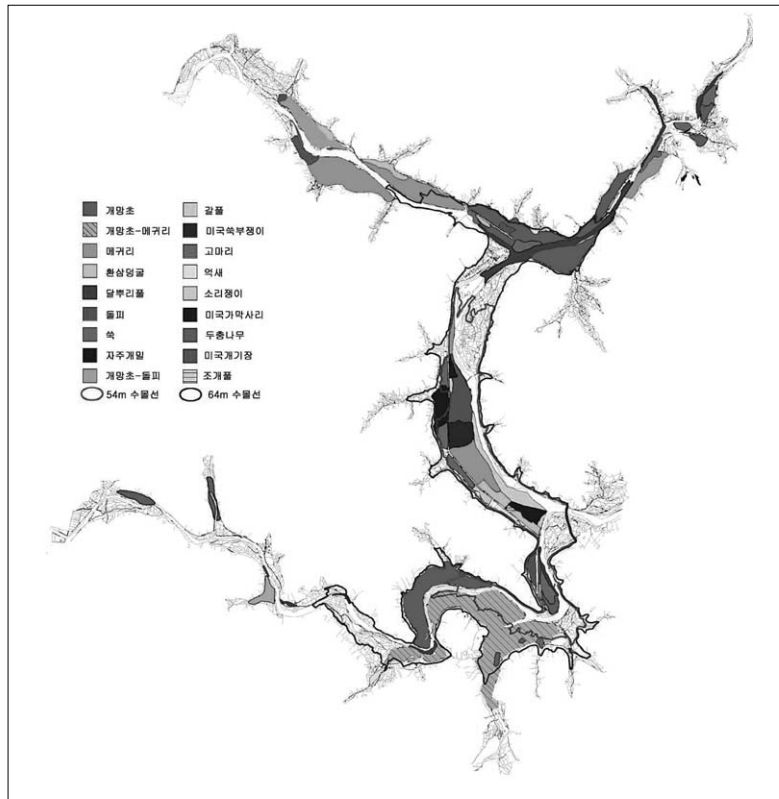 개망초
개망초-메귀리
메귀리
환삼덩굴
달뿌리풀
돌피
쑥
자주개밀
개망초-돌피
54m 수몰선
갈풀
미국쑥부쟁이
고마리
억새
소리쟁이
미국가막사리
두충나무
미국개기장
조개풀
64m 수몰선